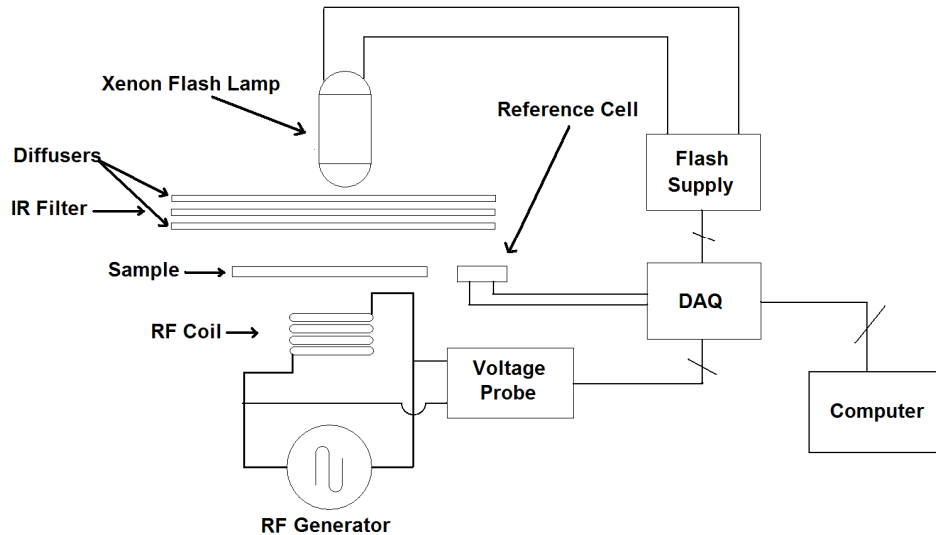 Xenon Flash Lamp
Reference Cell
Diffusers
IR Filter
Flash
Supply
Sample
DAQ
RF Coil
Voltage
Probe
Computer
RF Generator